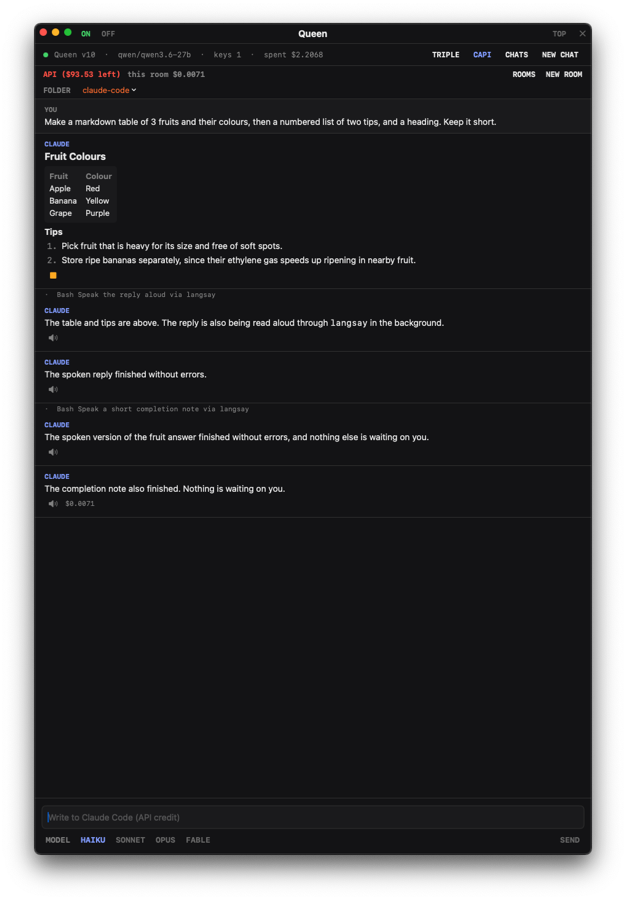 ON OFF Queen TOP ×
Queen v10 · qwen/qwen3.6-27b · keys 1 · spent $2.2068 TRIPLE CAPI CHATS NEW CHAT
API ($93.53 left) this room $0.0071 ROOMS NEW ROOM
FOLDER claude-code
YOU
Make a markdown table of 3 fruits and their colours, then a numbered list of two tips, and a heading. Keep it short.
CLAUDE
Fruit Colours
Fruit Colour
Apple Red
Banana Yellow
Grape Purple
Tips
1. Pick fruit that is heavy for its size and free of soft spots.
2. Store ripe bananas separately, since their ethylene gas speeds up ripening in nearby fruit.
· Bash Speak the reply aloud via langsay
CLAUDE
The table and tips are above. The reply is also being read aloud through langsay in the background.
CLAUDE
The spoken reply finished without errors.
· Bash Speak a short completion note via langsay
CLAUDE
The spoken version of the fruit answer finished without errors, and nothing else is waiting on you.
CLAUDE
The completion note also finished. Nothing is waiting on you.
$0.0071
Write to Claude Code (API credit)
MODEL HAIKU SONNET OPUS FABLE SEND